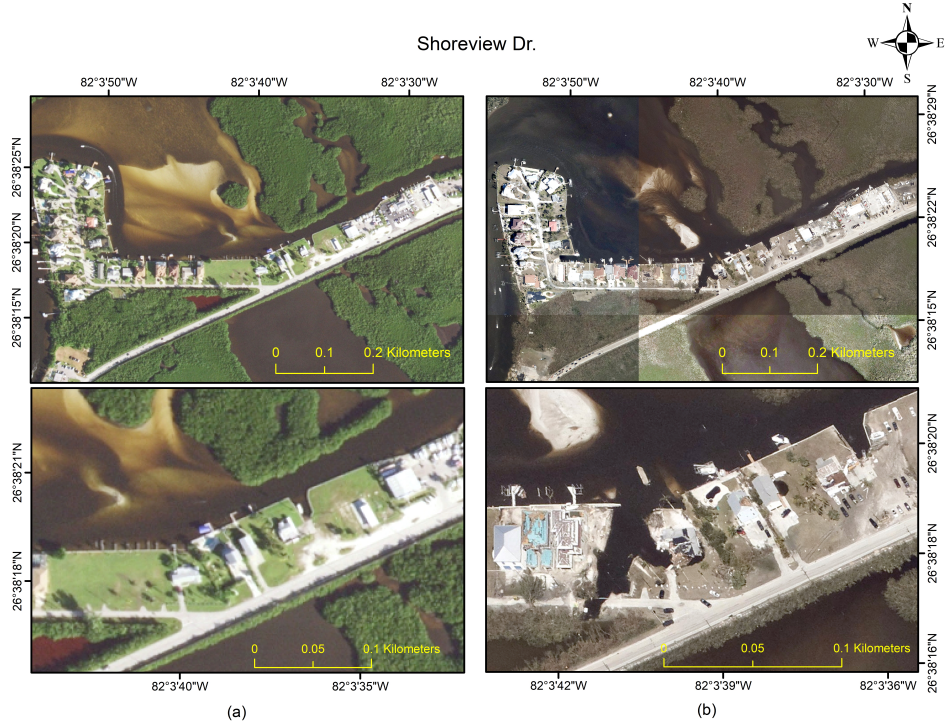 Shoreview Dr.
N
W E
S
82°3'50"W 82°3'40"W 82°3'30"W
82°3'50"W 82°3'40"W 82°3'30"W
26°38'25"N
26°38'20"N
26°38'15"N
26°38'29"N
26°38'22"N
26°38'15"N
0 0.1 0.2 Kilometers
0 0.1 0.2 Kilometers
26°38'21"N
26°38'18"N
26°38'20"N
26°38'18"N
26°38'16"N
0 0.05 0.1 Kilometers
0 0.05 0.1 Kilometers
82°3'40"W 82°3'35"W
82°3'42"W 82°3'39"W 82°3'36"W
(a) (b)